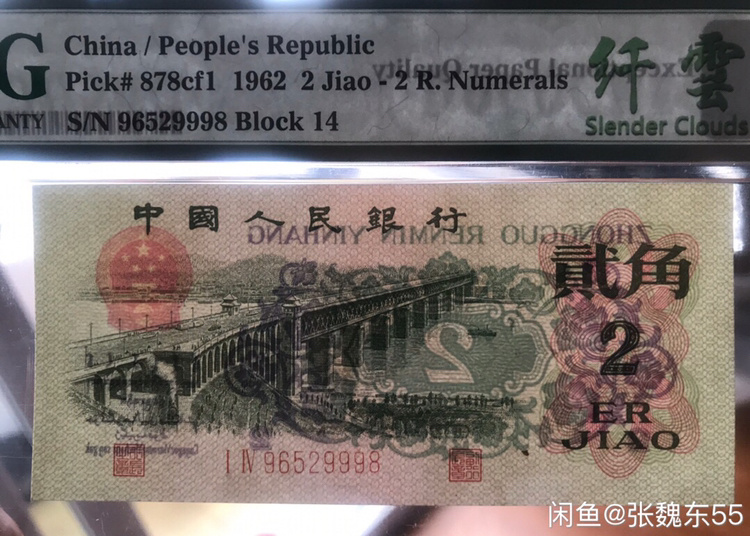 G
China / People's Republic
Pick# 878cf1 1962 2 Jiao - 2 R. Numerals
S/N 96529998 Block 14
ANTY
Exceptional Paper Quality
纤雲
Slender Clouds
中國人民銀行
ZHONGGUO RENMIN YINHANG
貳角
2
2
ER
JIAO
I IV 96529998
闲鱼@张魏东55